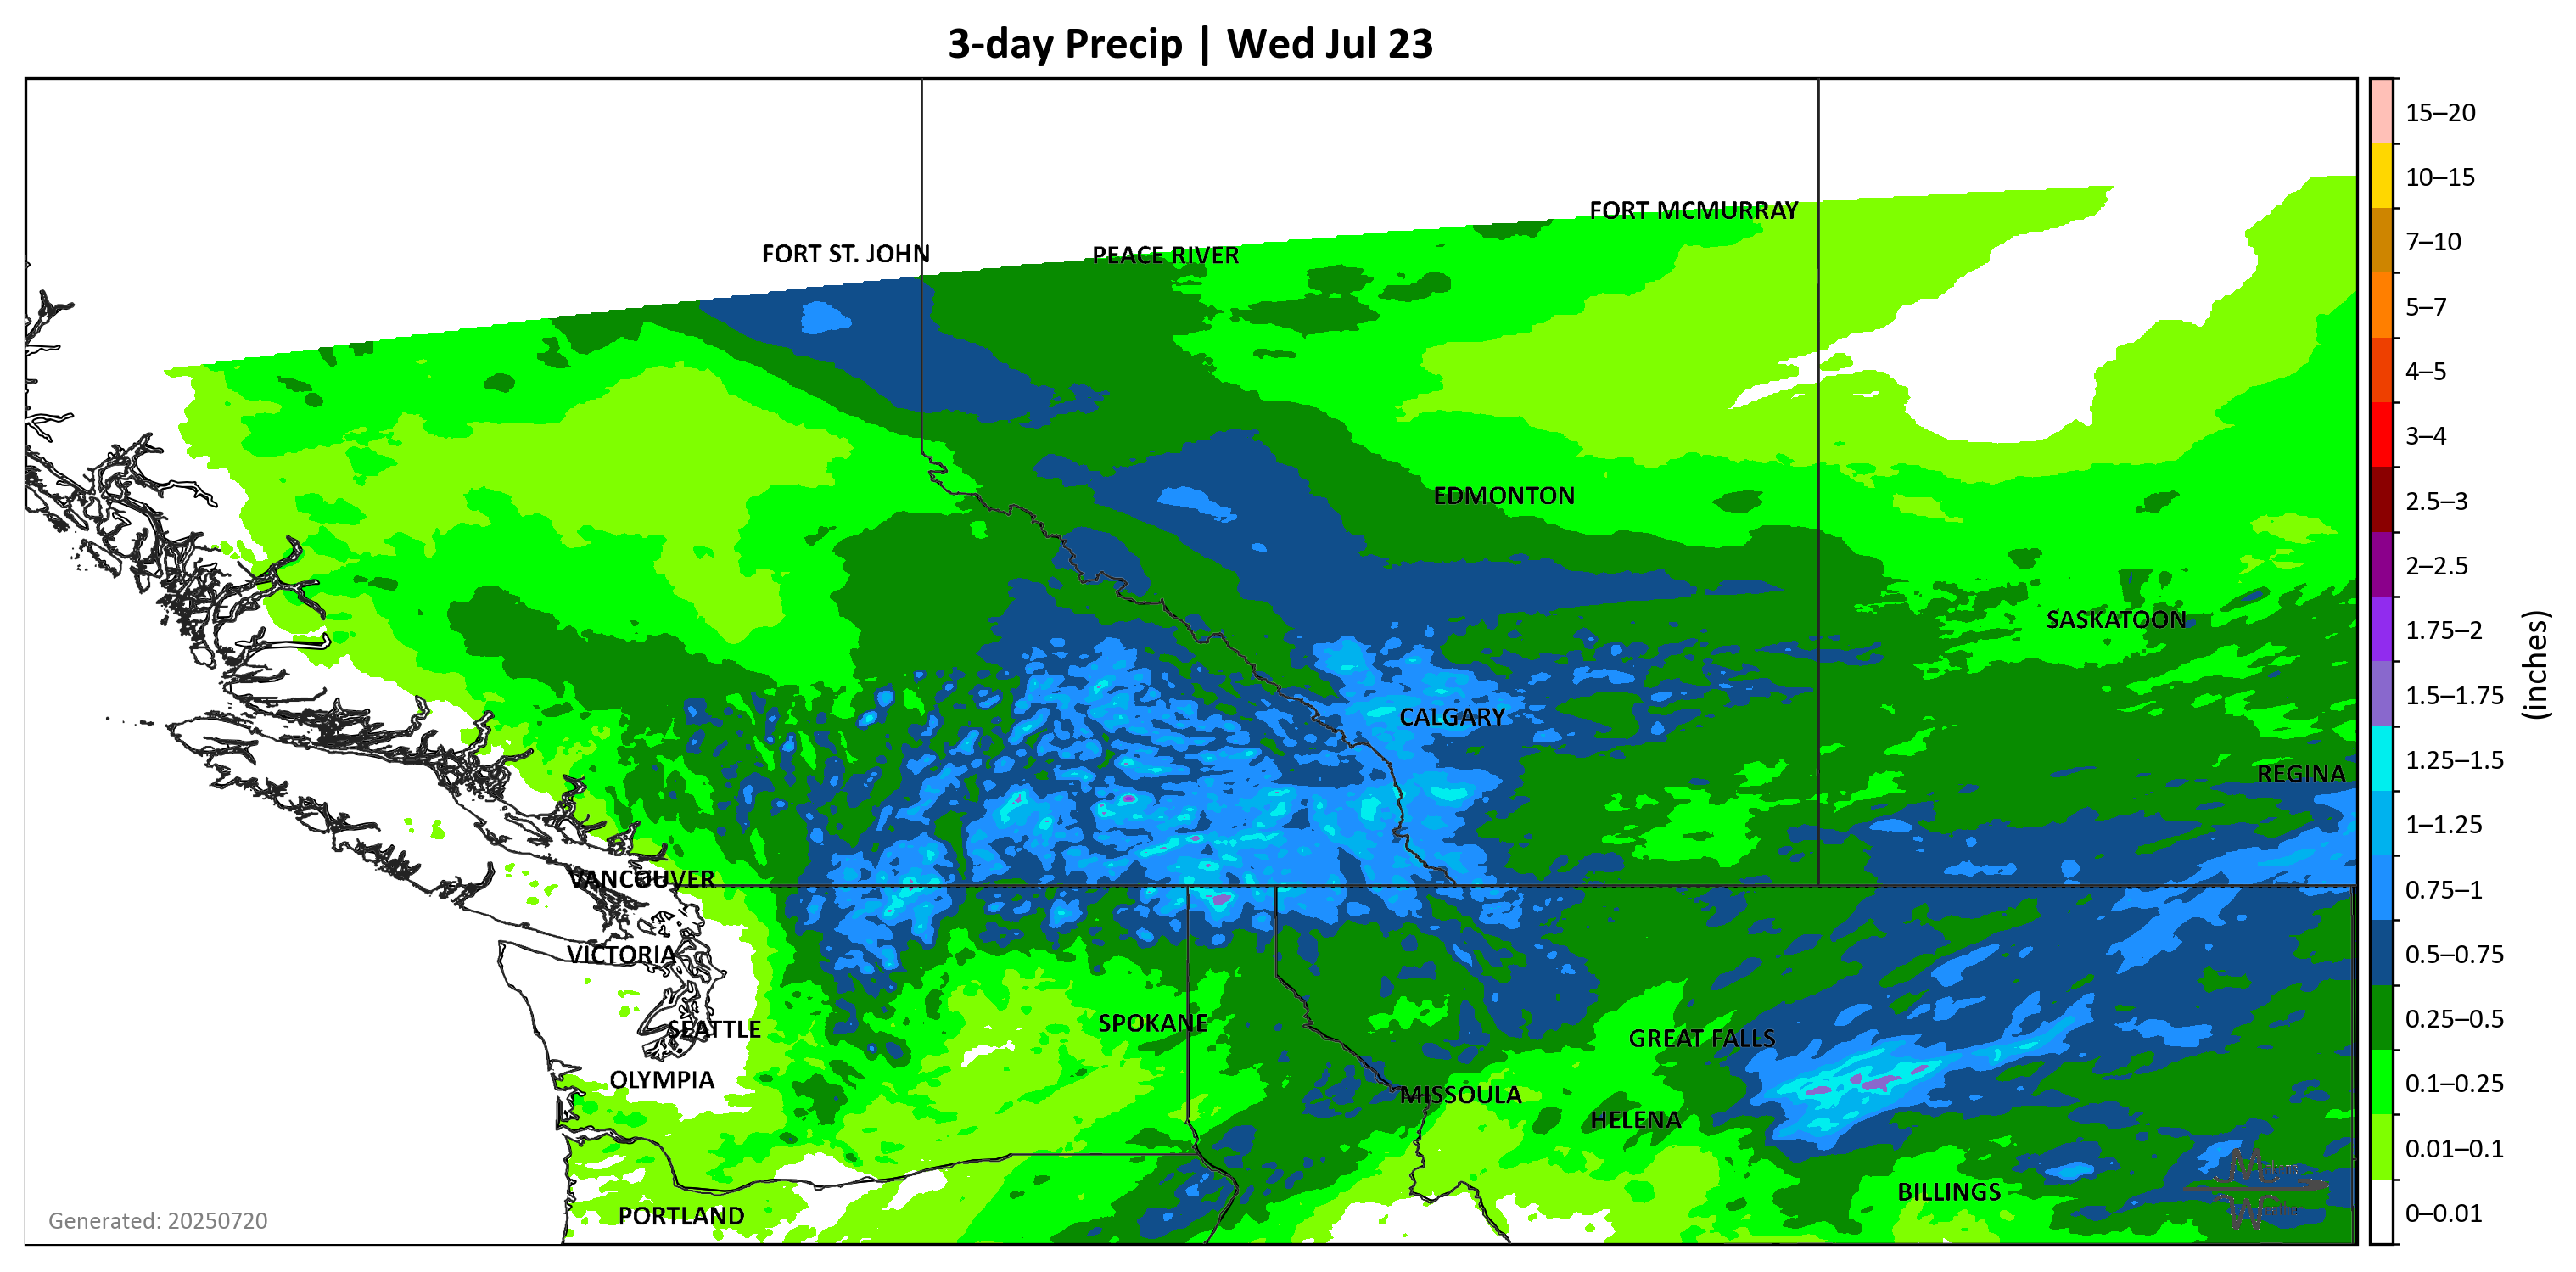 3-day Precip | Wed Jul 23
FORT MCMURRAY
FORT ST. JOHN
PEACE RIVER
EDMONTON
SASKATOON
CALGARY
REGINA
VANCOUVER
VICTORIA
SPOKANE
SEATTLE
GREAT FALLS
OLYMPIA
MISSOULA
HELENA
BILLINGS
PORTLAND
Generated: 20250720
15–20
10–15
7–10
5–7
4–5
3–4
2.5–3
2–2.5
1.75–2
1.5–1.75
1.25–1.5
1–1.25
0.75–1
0.5–0.75
0.25–0.5
0.1–0.25
0.01–0.1
0–0.01
(inches)